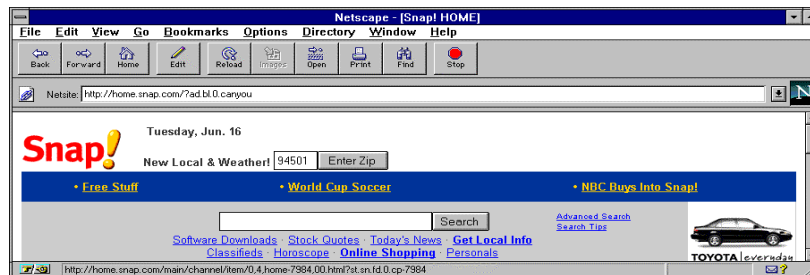 Netscape - [Snap! HOME]
File Edit View Go Bookmarks Options Directory Window Help
Back Forward Home Edit Reload Images Open Print Find Stop
Netsite: http://home.snap.com/?ad.bl.0.canyou N
Snap! Tuesday, Jun. 16
New Local & Weather! 94501 Enter Zip
• Free Stuff • World Cup Soccer • NBC Buys Into Snap!
Search Advanced Search
Search Tips
Software Downloads · Stock Quotes · Today's News · Get Local Info
Classifieds · Horoscope · Online Shopping · Personals
TOYOTA everyday
http://home.snap.com/main/channel/item/0,4,home-7984,00.html?st.sn.fd.0.cp-7984 ?